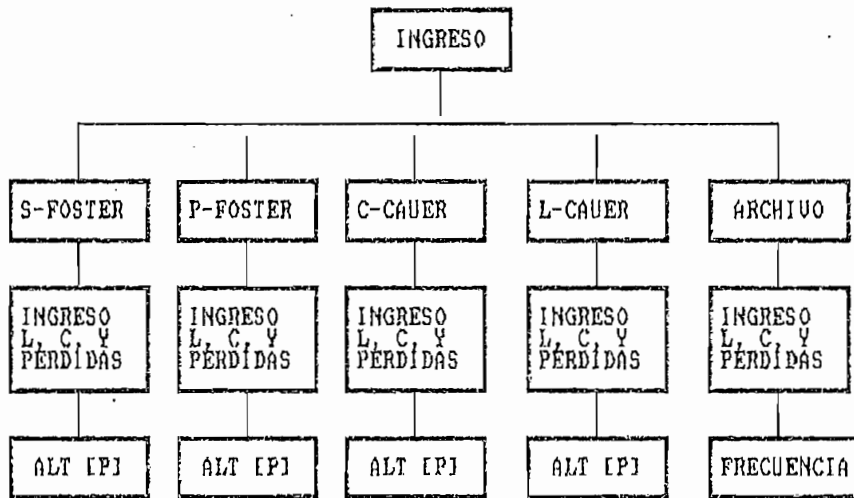 INGRESO
S-FOSTER
P-FOSTER
C-CAUER
L-CAUER
ARCHIVO
INGRESO
L, C, Y
PERDIDAS
INGRESO
L, C, Y
PERDIDAS
INGRESO
L, C, Y
PERDIDAS
INGRESO
L, C, Y
PERDIDAS
INGRESO
L, C, Y
PERDIDAS
ALT [P]
ALT [P]
ALT [P]
ALT [P]
FRECUENCIA